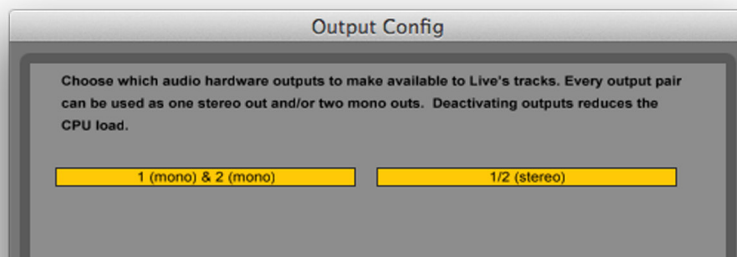 Output Config
Choose which audio hardware outputs to make available to Live's tracks. Every output pair
can be used as one stereo out and/or two mono outs.  Deactivating outputs reduces the
CPU load.
1 (mono) & 2 (mono)
1/2 (stereo)